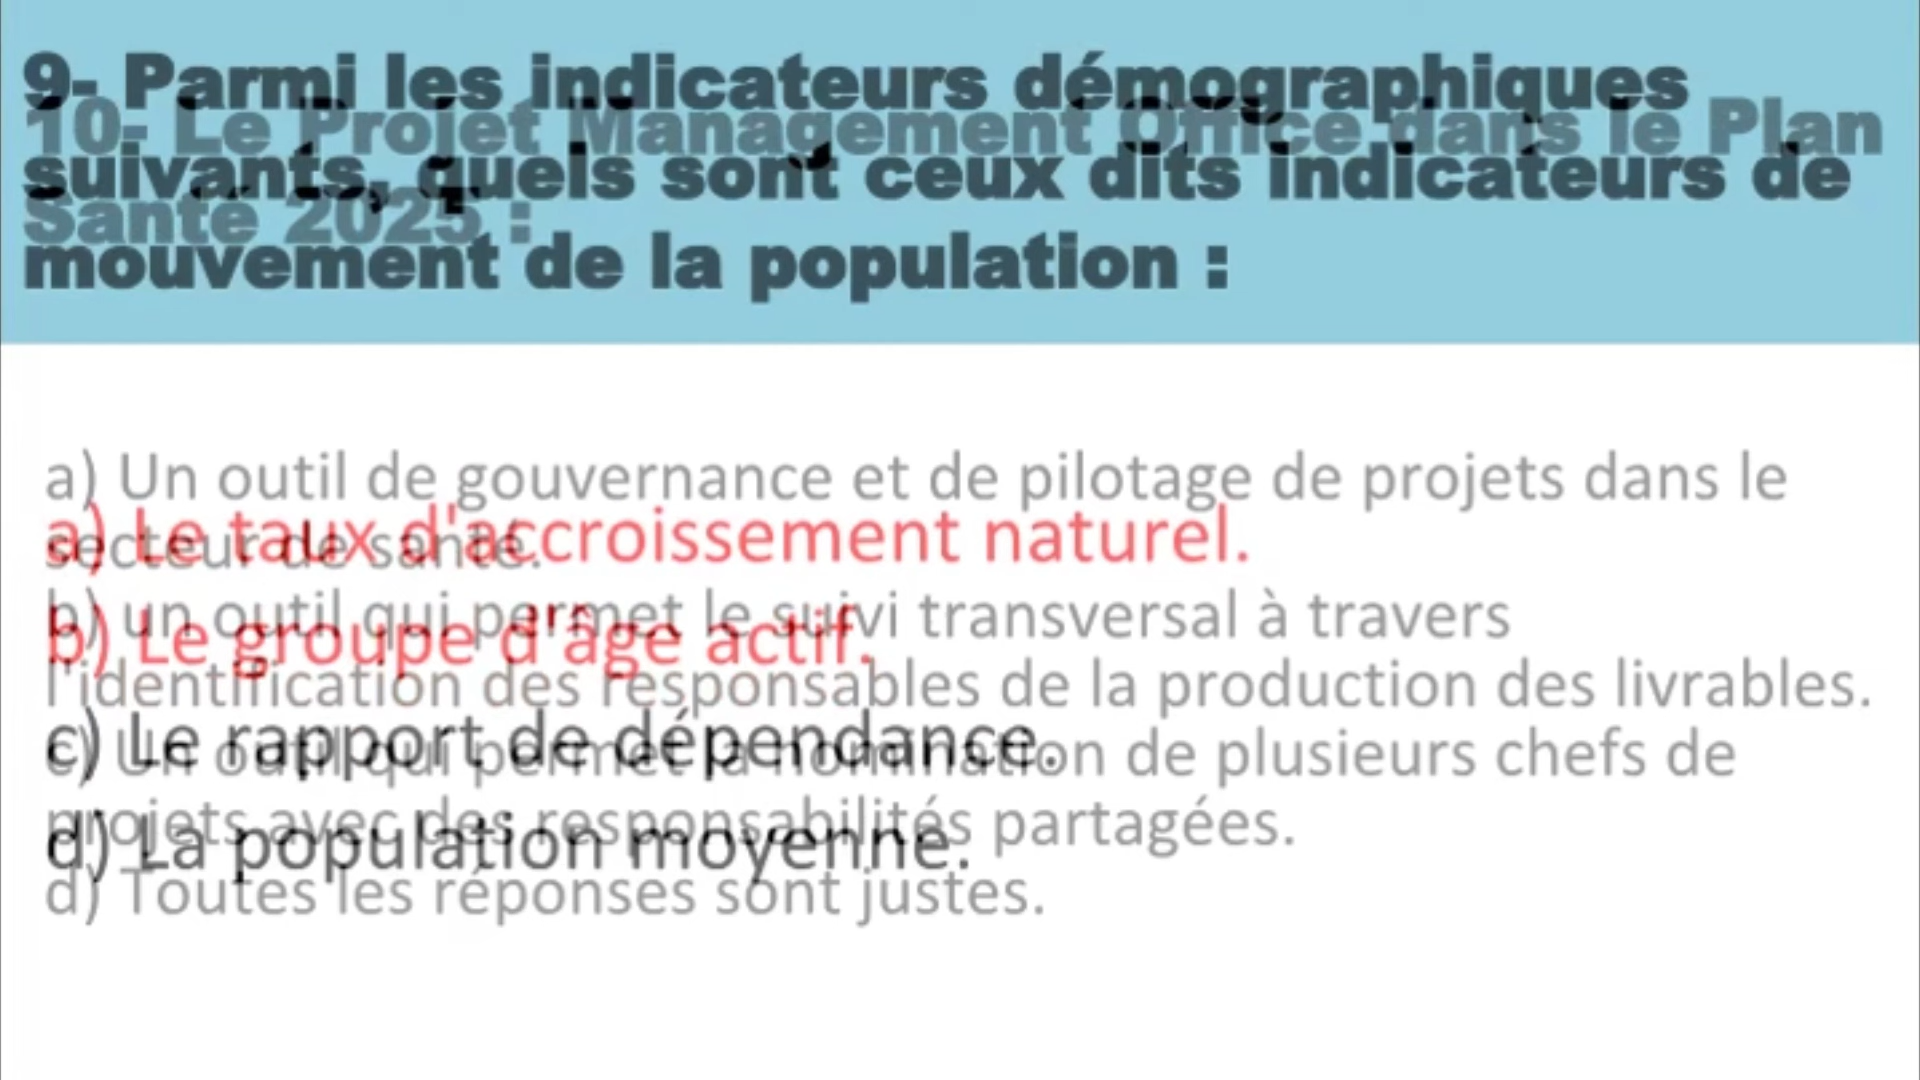 9- Parmi les indicateurs démographiques
suivants, quels sont ceux dits indicateurs de
mouvement de la population :
a) Le taux d'accroissement naturel.
b) Le groupe d'âge actif.
c) Le rapport de dépendance.
d) La population moyenne.
10- Le Projet Management Office dans le Plan
Santé 2025 :
a) Un outil de gouvernance et de pilotage de projets dans le
secteur de santé.
b) un outil qui permet le suivi transversal à travers
l'identification des responsables de la production des livrables.
c) Un outil qui permet la nomination de plusieurs chefs de
projets avec des responsabilités partagées.
d) Toutes les réponses sont justes.